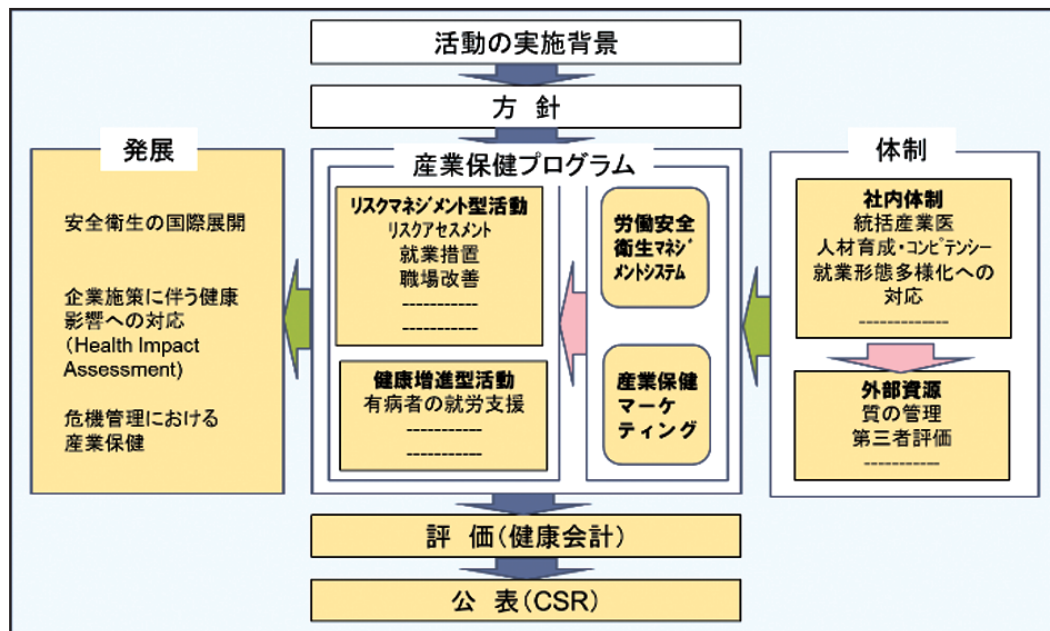 活動の実施背景
方 針
発展
安全衛生の国際展開
企業施策に伴う健康
影響への対応
(Health Impact
Assessment)
危機管理における
産業保健
産業保健プログラム
リスクマネジメント型活動
リスクアセスメント
就業措置
職場改善
-----------
-----------
健康増進型活動
有病者の就労支援
-----------
-----------
労働安全
衛生マネジ
メントシステム
産業保健
マーケ
ティング
体制
社内体制
統括産業医
人材育成・コンピテンシー
就業形態多様化への
対応
-------------
外部資源
質の管理
第三者評価
-----------
評 価(健康会計)
公 表(CSR)